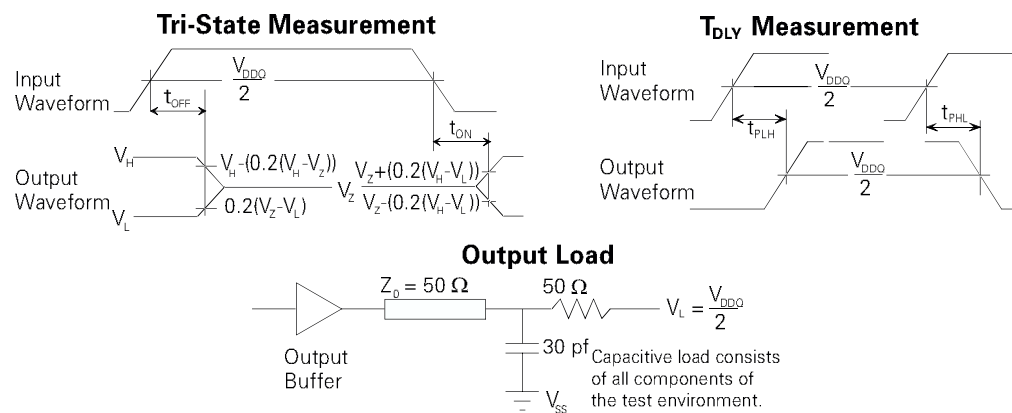 Tri-State Measurement
Input
Waveform
V_DDQ
2
t_OFF
t_ON
V_H
V_H-(0.2(V_H-V_Z))
Output
Waveform
V_Z
V_Z+(0.2(V_H-V_L))
V_Z-(0.2(V_H-V_L))
0.2(V_Z-V_L)
V_L
T_DLY Measurement
Input
Waveform
V_DDQ
2
t_PLH
t_PHL
Output
Waveform
V_DDQ
2
Output Load
Z_0 = 50 Ω
50 Ω
V_L = V_DDQ
2
Output
Buffer
30 pf
Capacitive load consists
of all components of
the test environment.
V_SS